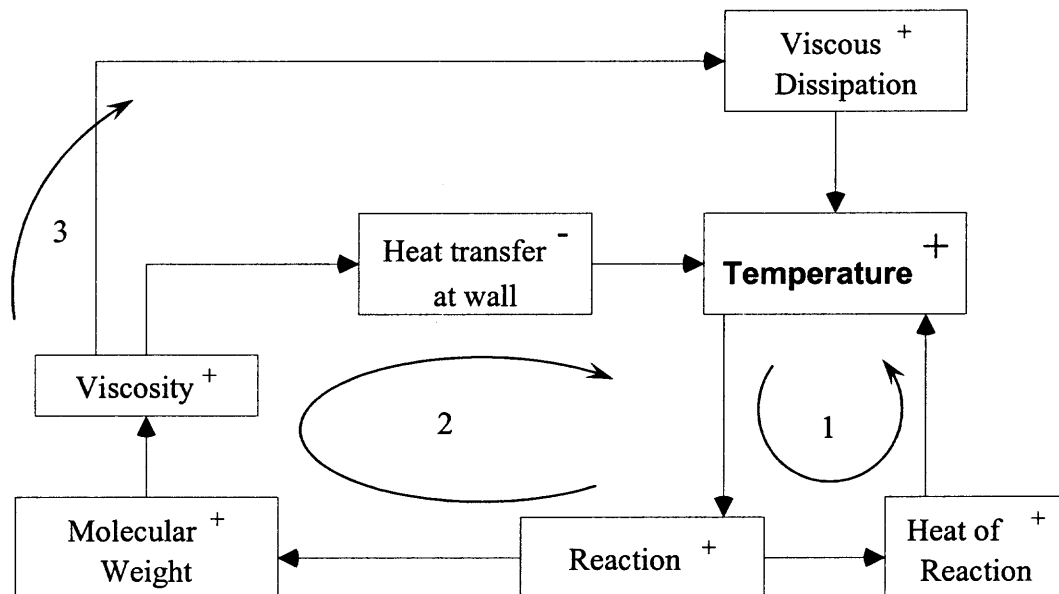 Viscous +
Dissipation
3
Heat transfer -
at wall
Temperature +
Viscosity +
2
1
Molecular +
Weight
Reaction +
Heat of +
Reaction